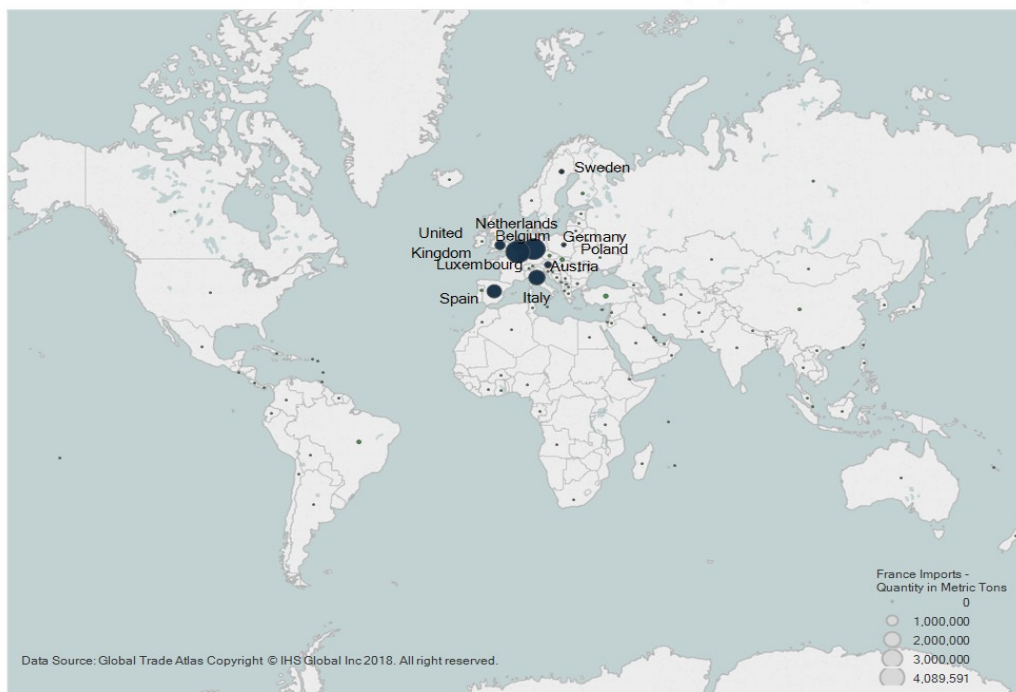 Sweden
Netherlands
United
Belgium
Germany
Kingdom
Poland
Luxembourg
Austria
Spain
Italy
France Imports -
Quantity in Metric Tons
0
1,000,000
2,000,000
3,000,000
4,089,591
Data Source: Global Trade Atlas Copyright © IHS Global Inc 2018. All right reserved.